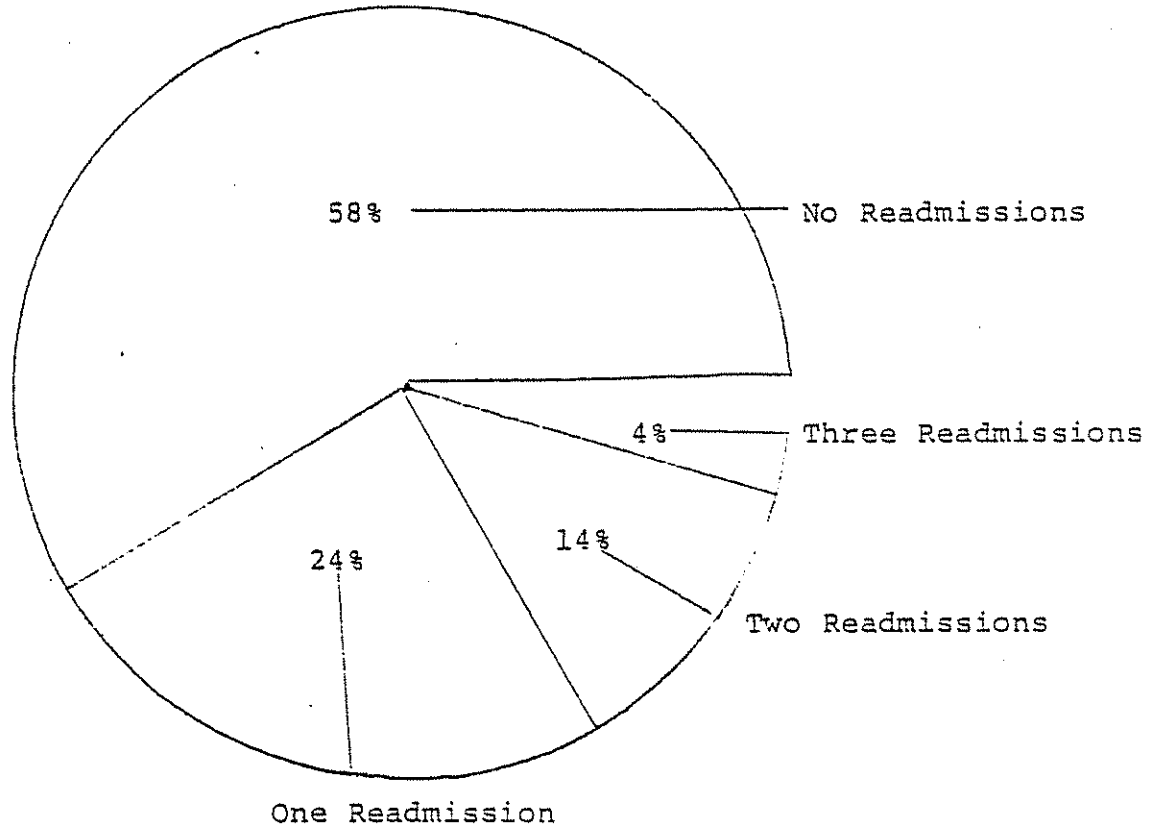 58% No Readmissions
4% Three Readmissions
14%
24%
Two Readmissions
One Readmission